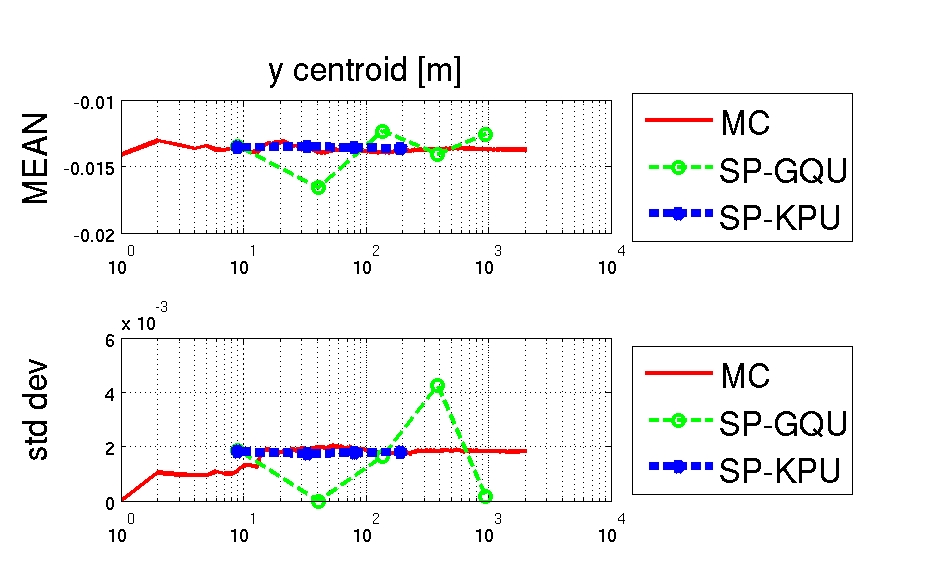 y centroid [m]
MEAN
-0.01
-0.015
-0.02
10^0 10^1 10^2 10^3 10^4
MC
SP-GQU
SP-KPU
std dev
x 10^-3
6
4
2
0
10^0 10^1 10^2 10^3 10^4
MC
SP-GQU
SP-KPU